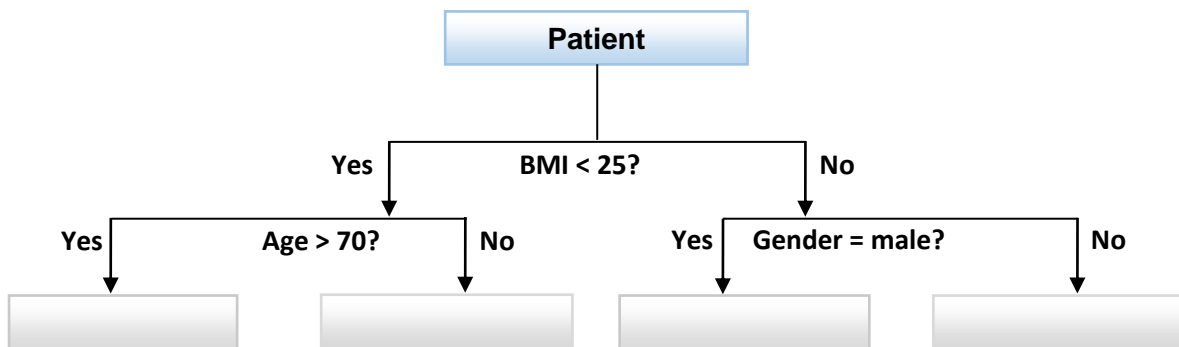 Patient
Yes BMI < 25? No
Yes Age > 70? No Yes Gender = male? No